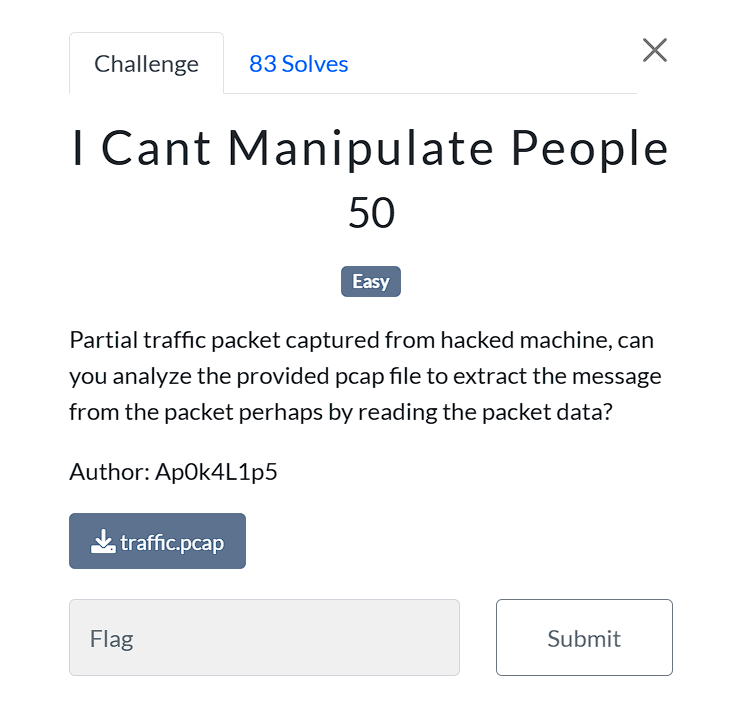 Challenge
83 Solves
I Cant Manipulate People
50
Easy
Partial traffic packet captured from hacked machine, can
you analyze the provided pcap file to extract the message
from the packet perhaps by reading the packet data?
Author: Ap0k4L1p5
traffic.pcap
Flag
Submit